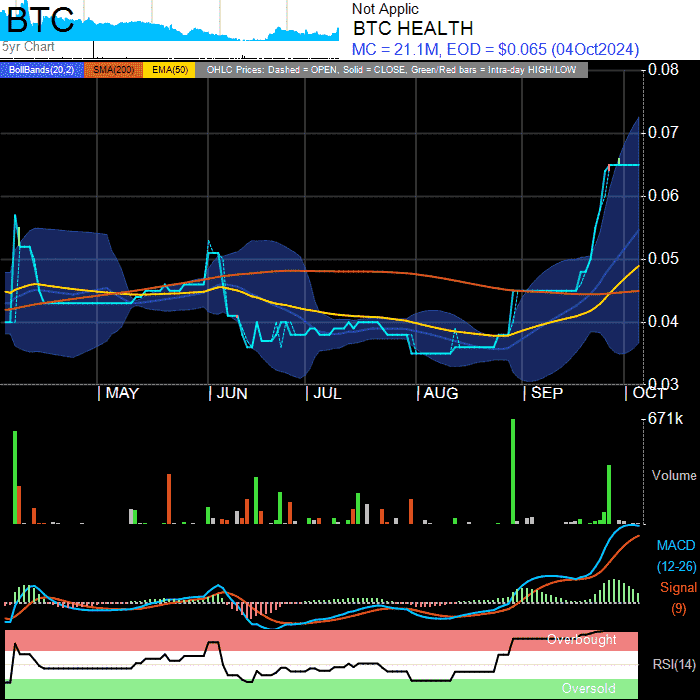 BTC
5yr Chart
Not Applic
BTC HEALTH
MC = 21.1M, EOD = $0.065 (04Oct2024)
BollBands(20,2) SMA(200) EMA(50) OHLC Prices: Dashed = OPEN, Solid = CLOSE, Green/Red bars = Intra-day HIGH/LOW
0.08
0.07
0.06
0.05
0.04
0.03
MAY JUN JUL AUG SEP OCT
671k
Volume
MACD
(12-26)
Signal
(9)
Overbought
RSI(14)
Oversold